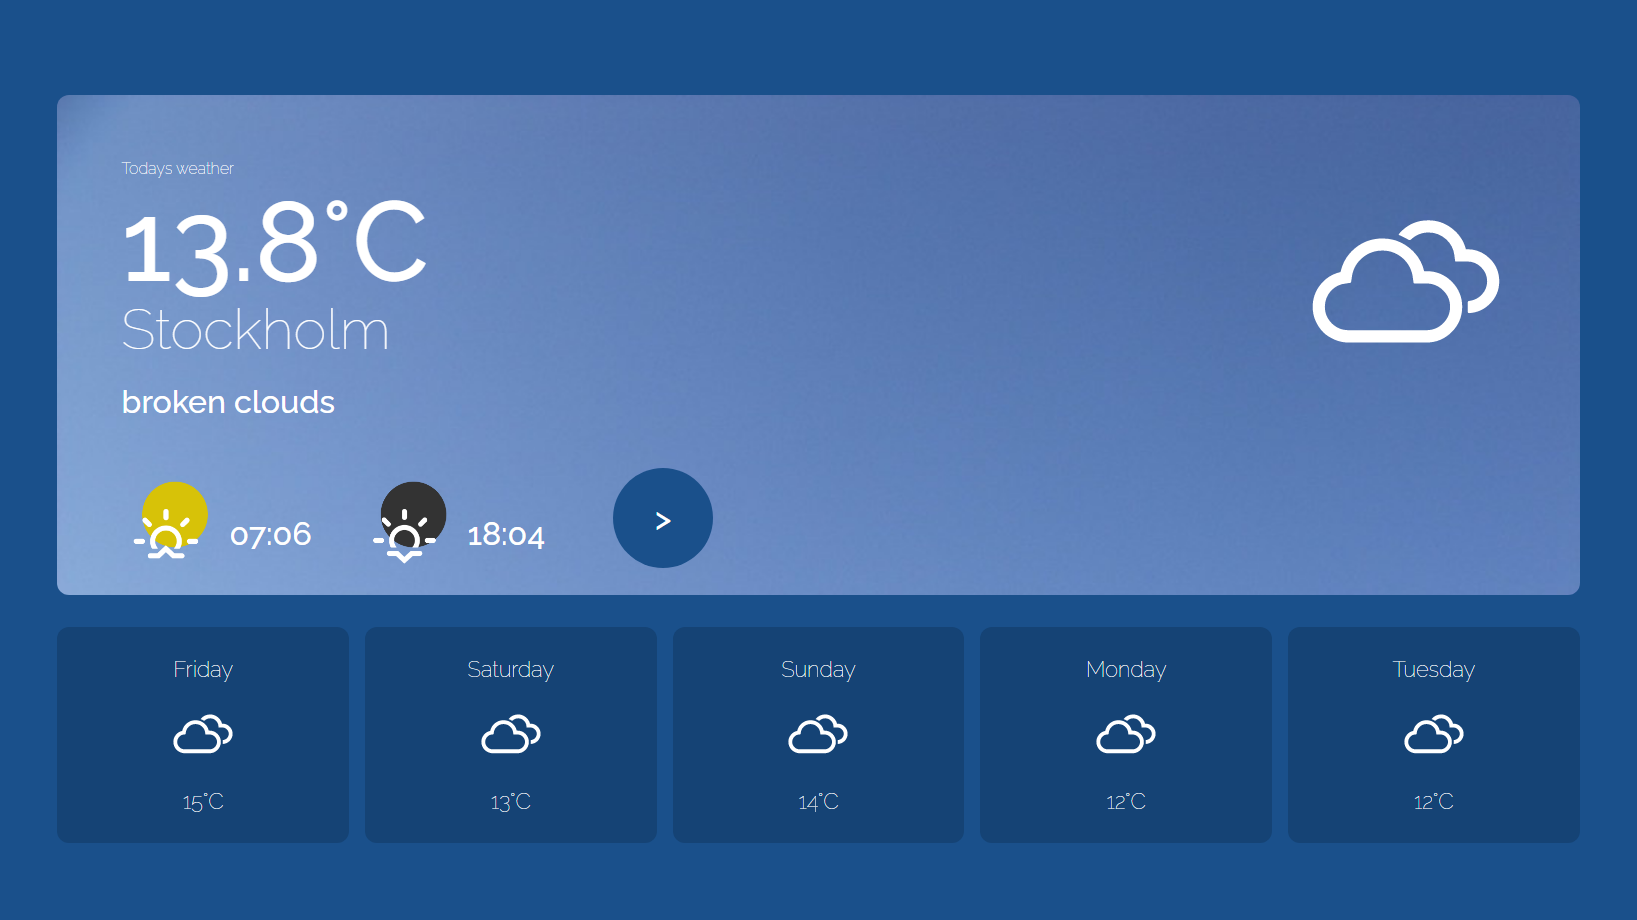 Todays weather
13.8°C
Stockholm
broken clouds
07:06 18:04 >
Friday Saturday Sunday Monday Tuesday
15°C 13°C 14°C 12°C 12°C